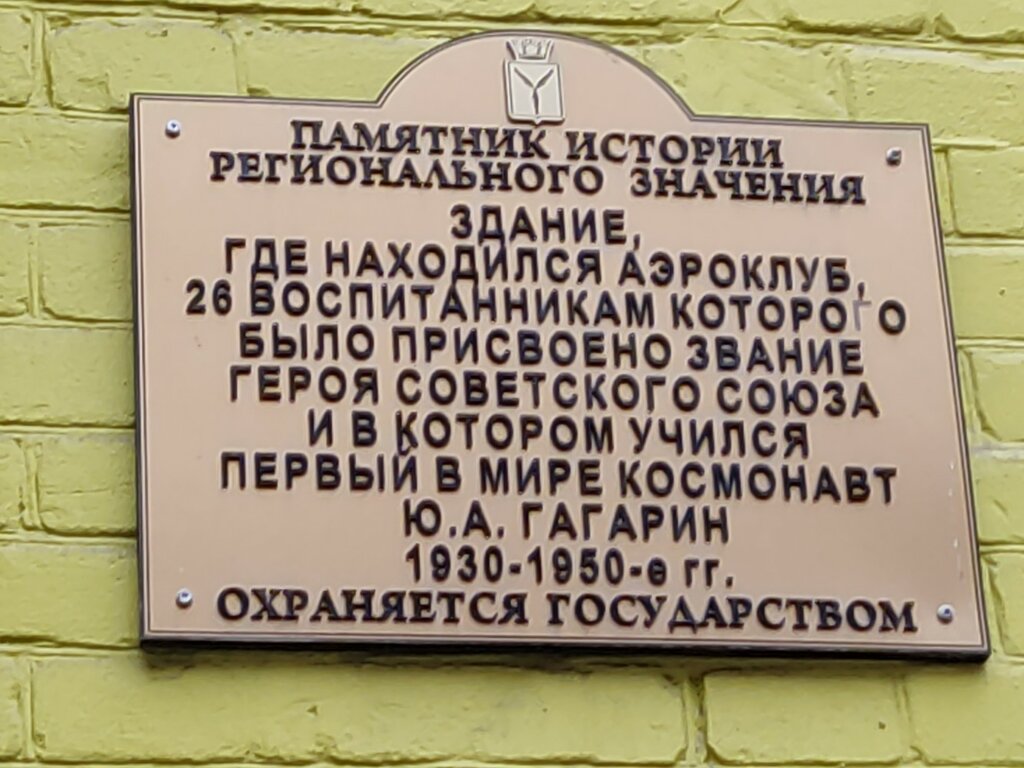 ПАМЯТНИК ИСТОРИИ
РЕГИОНАЛЬНОГО ЗНАЧЕНИЯ
ЗДАНИЕ,
ГДЕ НАХОДИЛСЯ АЭРОКЛУБ,
26 ВОСПИТАННИКАМ КОТОРОГО
БЫЛО ПРИСВОЕНО ЗВАНИЕ
ГЕРОЯ СОВЕТСКОГО СОЮЗА
И В КОТОРОМ УЧИЛСЯ
ПЕРВЫЙ В МИРЕ КОСМОНАВТ
Ю.А. ГАГАРИН
1930-1950-е гг.
ОХРАНЯЕТСЯ ГОСУДАРСТВОМ